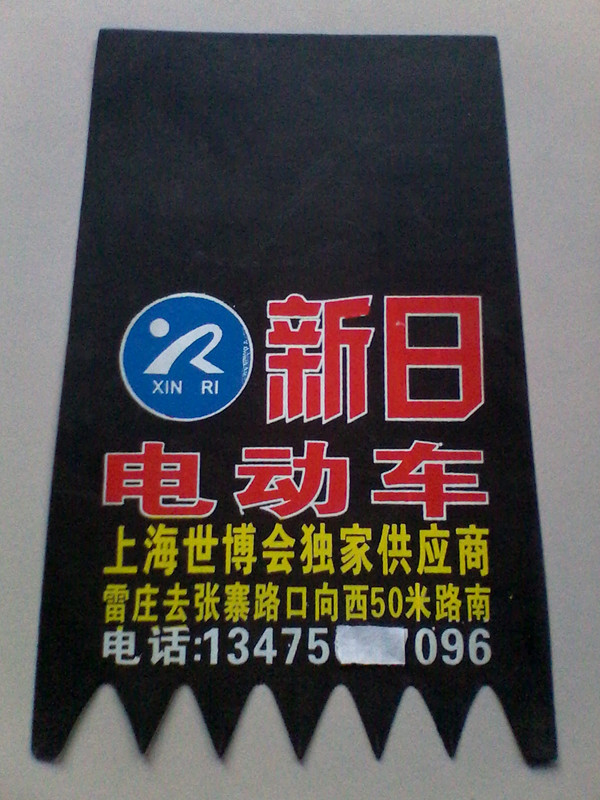 新日
XIN RI
电动车
上海世博会独家供应商
雷庄去张寨路口向西50米路南
电话:13475 096